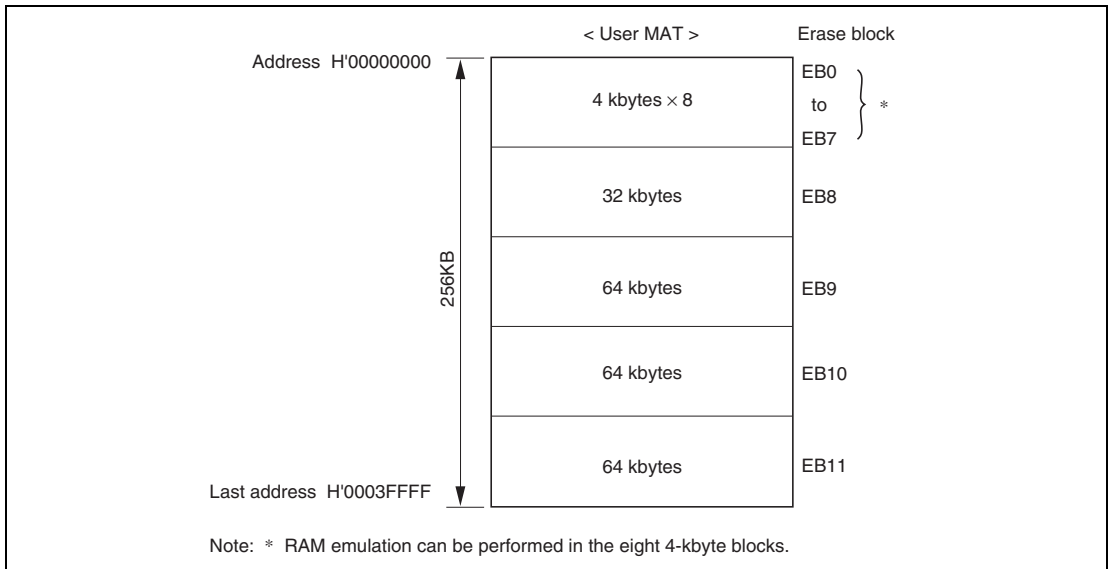 < User MAT > Erase block
Address H'00000000
EB0
4 kbytes × 8 to *
EB7
32 kbytes EB8
256KB
64 kbytes EB9
64 kbytes EB10
64 kbytes EB11
Last address H'0003FFFF
Note: * RAM emulation can be performed in the eight 4-kbyte blocks.